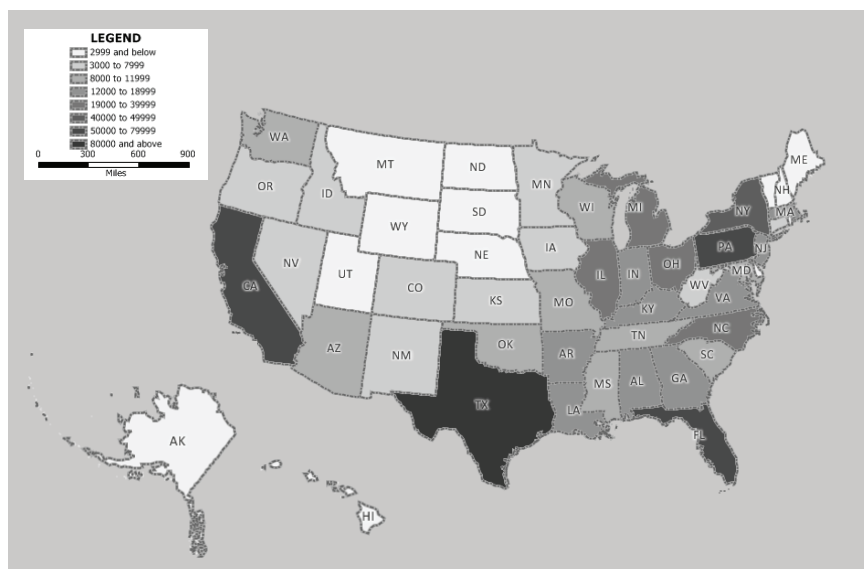 LEGEND
2999 and below
3000 to 7999
8000 to 11999
12000 to 18999
19000 to 39999
40000 to 49999
50000 to 79999
80000 and above
0 300 600 900
Miles
WA
MT
ND
ME
OR
ID
MN
NH
WY
SD
WI
MI
NY
MA
NV
UT
NE
IA
PA
NJ
CA
CO
KS
MO
IL
IN
OH
WV
MD
VA
KY
AZ
NM
OK
AR
TN
NC
SC
TX
LA
MS
AL
GA
FL
AK
HI